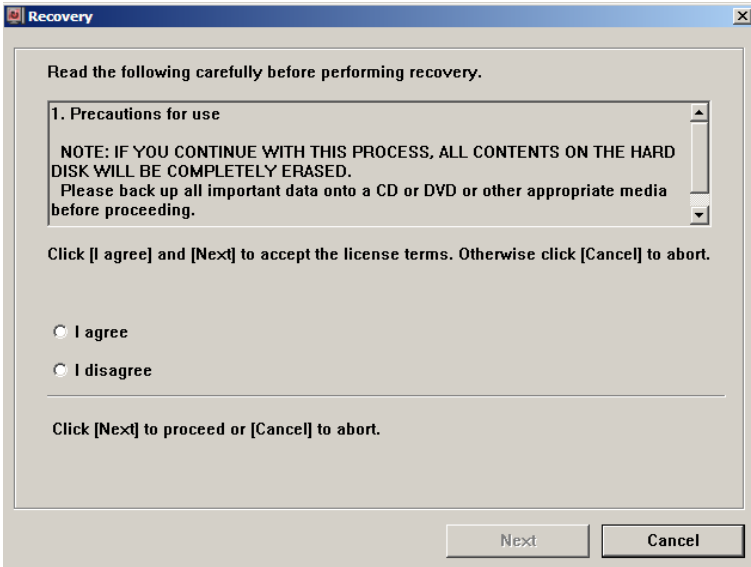 Recovery
Read the following carefully before performing recovery.
1. Precautions for use
NOTE: IF YOU CONTINUE WITH THIS PROCESS, ALL CONTENTS ON THE HARD
DISK WILL BE COMPLETELY ERASED.
Please back up all important data onto a CD or DVD or other appropriate media
before proceeding.
Click [I agree] and [Next] to accept the license terms. Otherwise click [Cancel] to abort.
I agree
I disagree
Click [Next] to proceed or [Cancel] to abort.
Next
Cancel